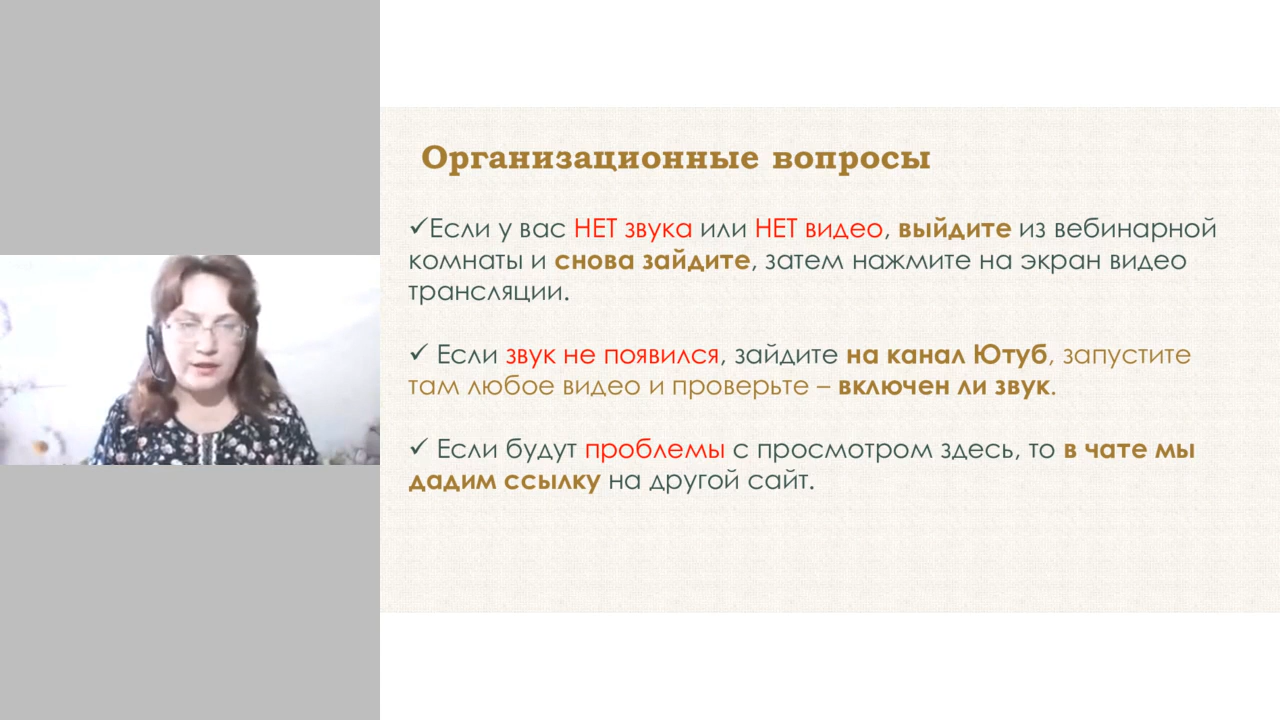 Организационные вопросы
✓Если у вас НЕТ звука или НЕТ видео, выйдите из вебинарной
комнаты и снова зайдите, затем нажмите на экран видео
трансляции.
✓ Если звук не появился, зайдите на канал Ютуб, запустите
там любое видео и проверьте – включен ли звук.
✓ Если будут проблемы с просмотром здесь, то в чате мы
дадим ссылку на другой сайт.